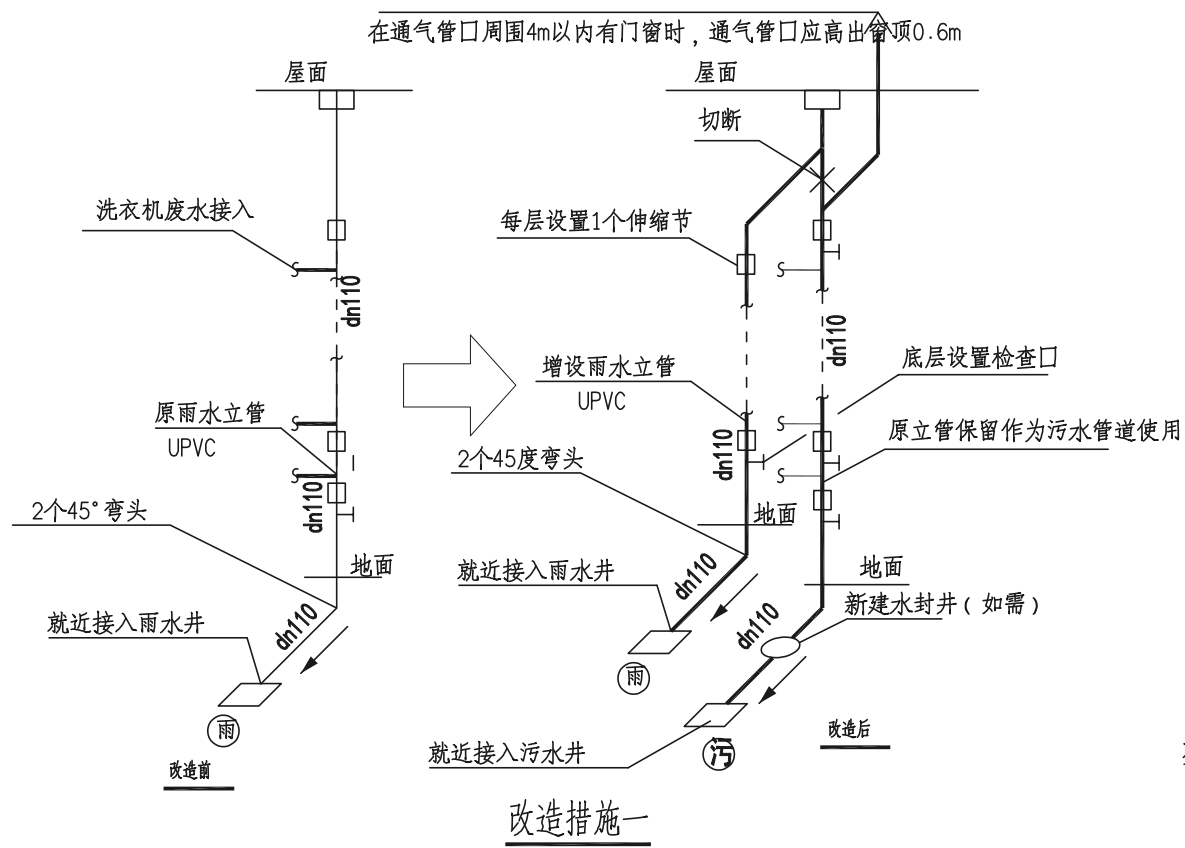 在通气管口周围4m以内有门窗时，通气管口应高出窗顶0.6m
屋面
屋面
切断
洗衣机废水接入
每层设置1个伸缩节
dn110
dn110
增设雨水立管
UPVC
底层设置检查口
原雨水立管
UPVC
原立管保留作为污水管道使用
dn110
2个45度弯头
dn110
2个45°弯头
地面
地面
地面
就近接入雨水井
dn110
新建水封井(如需)
就近接入雨水井
dn110
dn110
雨
雨
改造后
就近接入污水井
污
改造前
改造措施一